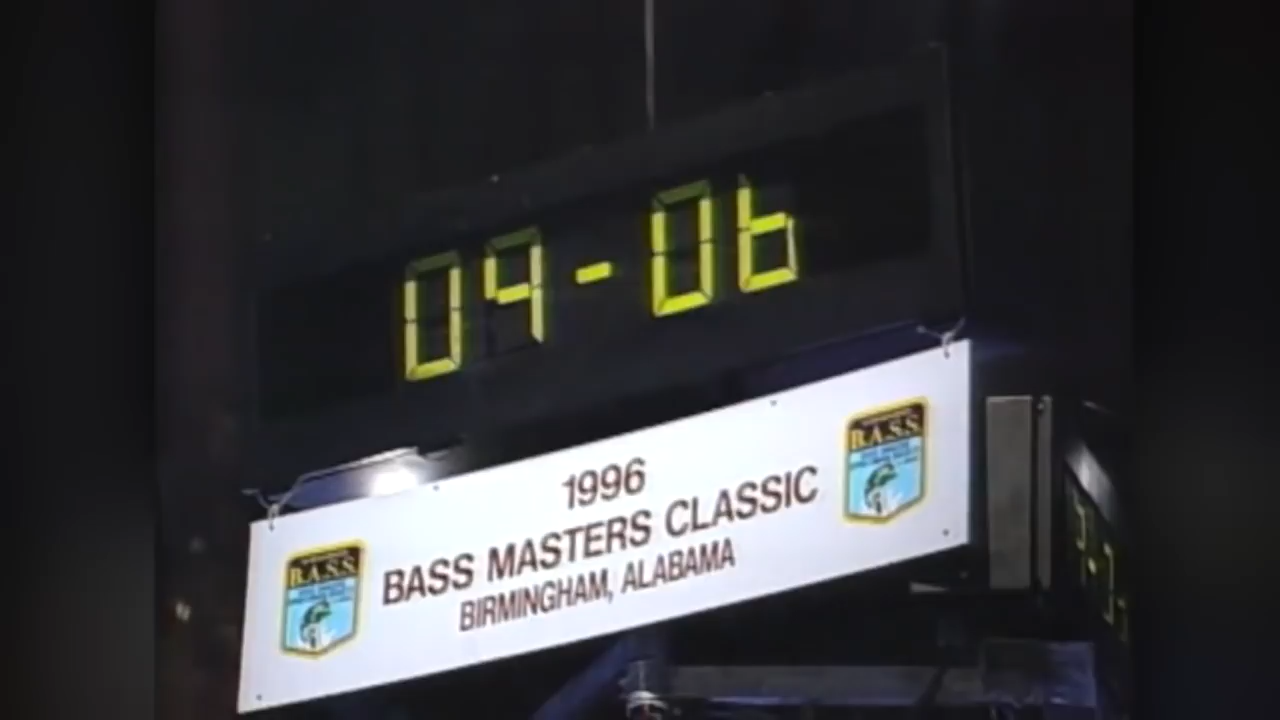 09-06
1996
BASS MASTERS CLASSIC
BIRMINGHAM, ALABAMA
B.A.S.S.
B.A.S.S.